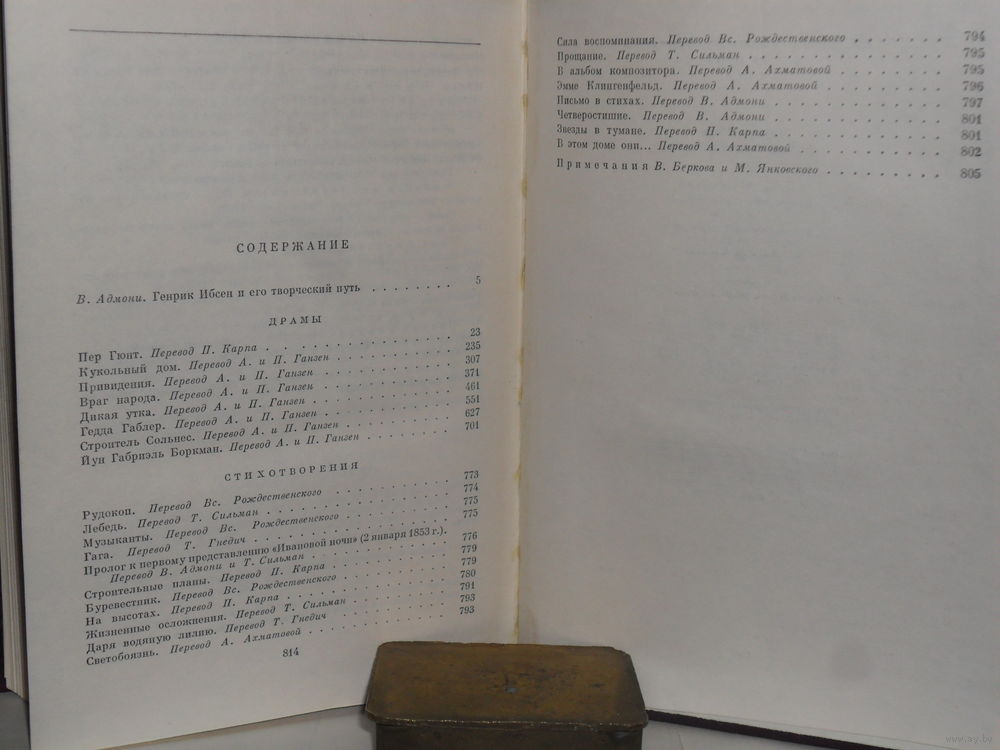 СОДЕРЖАНИЕ
В. Адмони. Генрик Ибсен и его творческий путь . . . . . . . . 5
ДРАМЫ
Пер Гюнт. Перевод П. Карпа . . . . . . . . . . . . . . . 23
Кукольный дом. Перевод А. и П. Ганзен . . . . . . . . . . 235
Привидения. Перевод А. и П. Ганзен . . . . . . . . . . . 307
Враг народа. Перевод А. и П. Ганзен . . . . . . . . . . . 371
Дикая утка. Перевод А. и П. Ганзен . . . . . . . . . . . 461
Гедда Габлер. Перевод А. и П. Ганзен . . . . . . . . . . 551
Строитель Сольнес. Перевод А. и П. Ганзен . . . . . . . . 627
Йун Габриэль Боркман. Перевод А. и П. Ганзен . . . . . . 701
СТИХОТВОРЕНИЯ
Рудокоп. Перевод Вс. Рождественского . . . . . . . . . . 773
Лебедь. Перевод Т. Сильман . . . . . . . . . . . . . . . 774
Музыканты. Перевод Вс. Рождественского . . . . . . . . . 775
Гага. Перевод Т. Гнедич . . . . . . . . . . . . . . . . 775
Пролог к первому представлению «Ивановой ночи» (2 января 1853 г.).
Перевод В. Адмони и Т. Сильман . . . . . . . . . . . 776
Строительные планы. Перевод П. Карпа . . . . . . . . . . 779
Буревестник. Перевод Вс. Рождественского . . . . . . . . 779
На высотах. Перевод П. Карпа . . . . . . . . . . . . . . 780
Жизненные осложнения. Перевод Т. Сильман . . . . . . . . 791
Даря водяную лилию. Перевод Т. Гнедич . . . . . . . . . . 793
Светобоязнь. Перевод А. Ахматовой . . . . . . . . . . . . 793
814
Сила воспоминания. Перевод Вс. Рождественского . . . . . . . 794
Прощание. Перевод Т. Сильман . . . . . . . . . . . . 795
В альбом композитора. Перевод А. Ахматовой . . . . . . . . 795
Эмме Клингенфельд. Перевод А. Ахматовой . . . . . . . . 796
Письмо в стихах. Перевод В. Адмони . . . . . . . . . . . 797
Четверостишие. Перевод В. Адмони . . . . . . . . . . . 801
Звезды в тумане. Перевод П. Карпа . . . . . . . . . . . 801
В этом доме они... Перевод А. Ахматовой . . . . . . . . . 802
Примечания В. Беркова и М. Янковского . . . . . . . . 805
www.ay.by